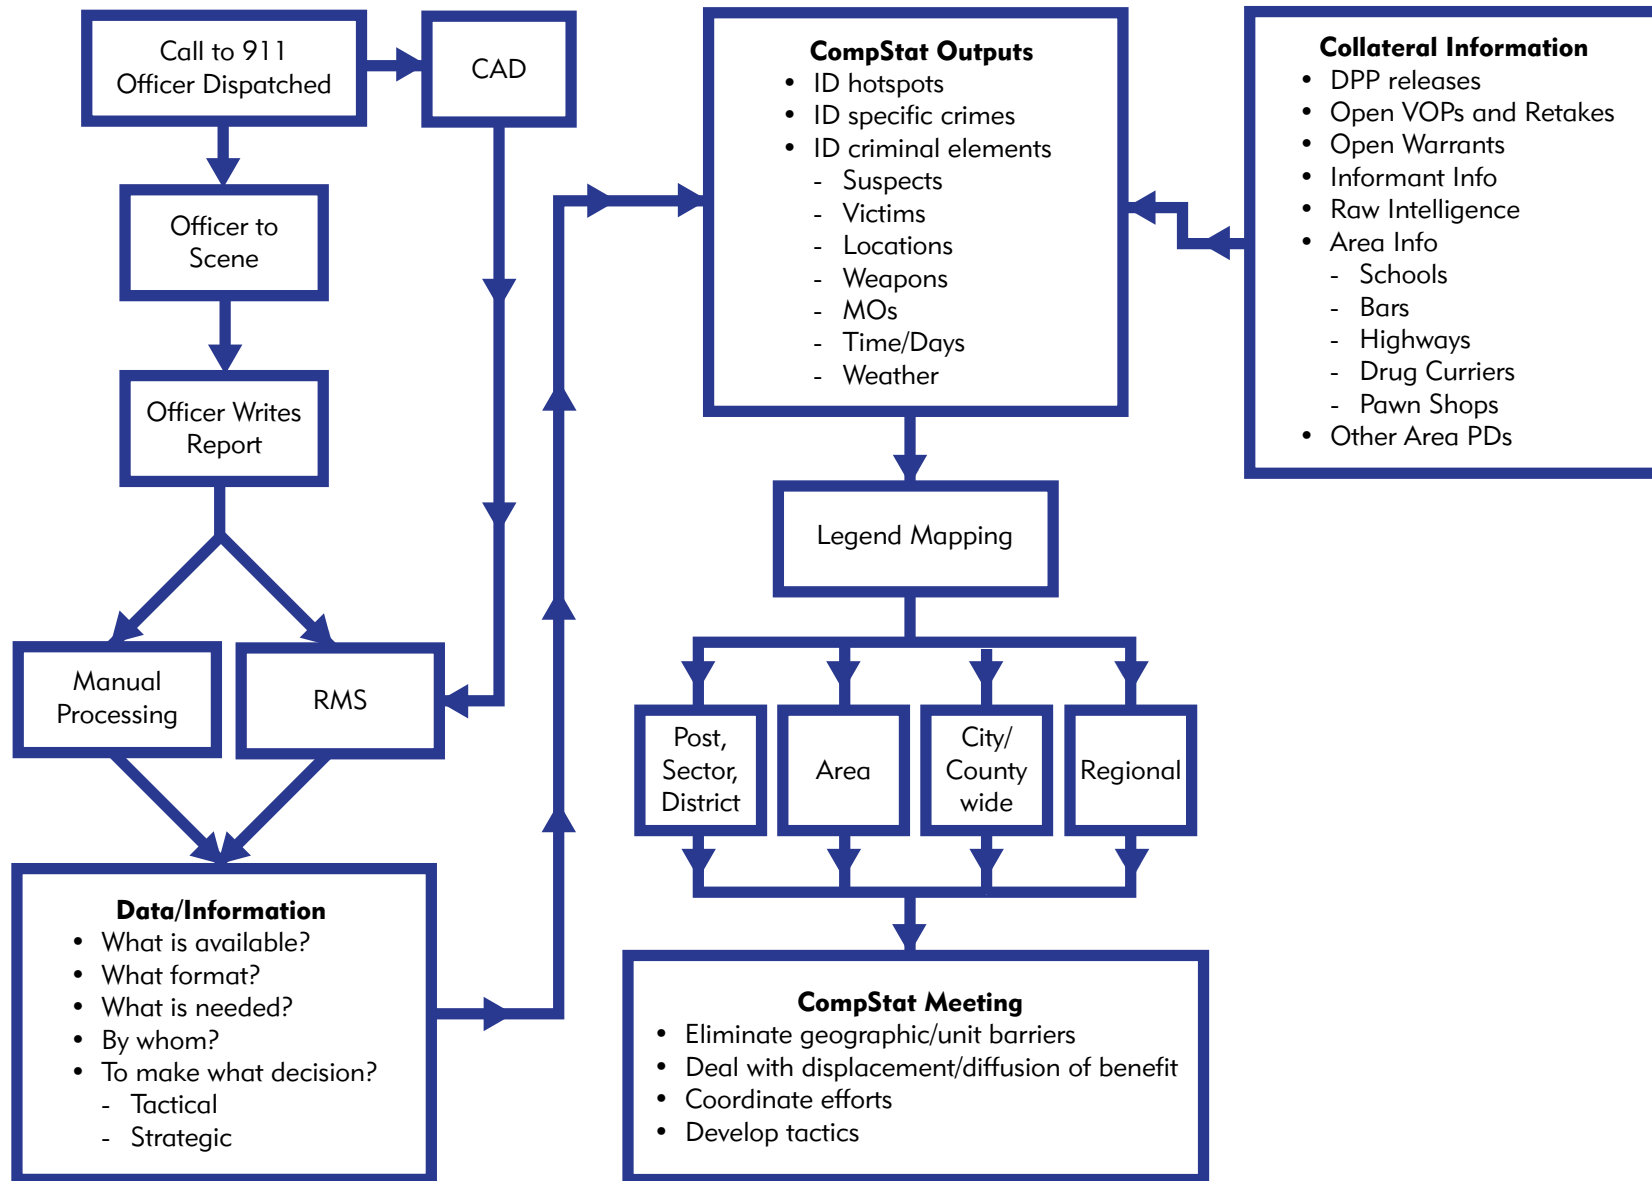 Call to 911
Officer Dispatched
CAD
Officer to
Scene
Officer Writes
Report
Manual
Processing
RMS
Data/Information
• What is available?
• What format?
• What is needed?
• By whom?
• To make what decision?
- Tactical
- Strategic
CompStat Outputs
• ID hotspots
• ID specific crimes
• ID criminal elements
- Suspects
- Victims
- Locations
- Weapons
- MOs
- Time/Days
- Weather
Collateral Information
• DPP releases
• Open VOPs and Retakes
• Open Warrants
• Informant Info
• Raw Intelligence
• Area Info
- Schools
- Bars
- Highways
- Drug Curriers
- Pawn Shops
• Other Area PDs
Legend Mapping
Post,
Sector,
District
Area
City/
County
wide
Regional
CompStat Meeting
• Eliminate geographic/unit barriers
• Deal with displacement/diffusion of benefit
• Coordinate efforts
• Develop tactics